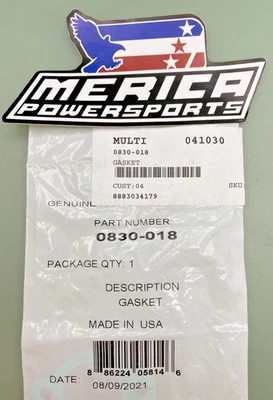 MERICA
POWERSPORTS
MULTI 041030
0830-018
GASKET
CUST:04 SKU:
8883034179
GENUINE
PART NUMBER
0830-018
PACKAGE QTY: 1
DESCRIPTION
GASKET
MADE IN USA
8 86224 05814 6
DATE: 08/09/2021